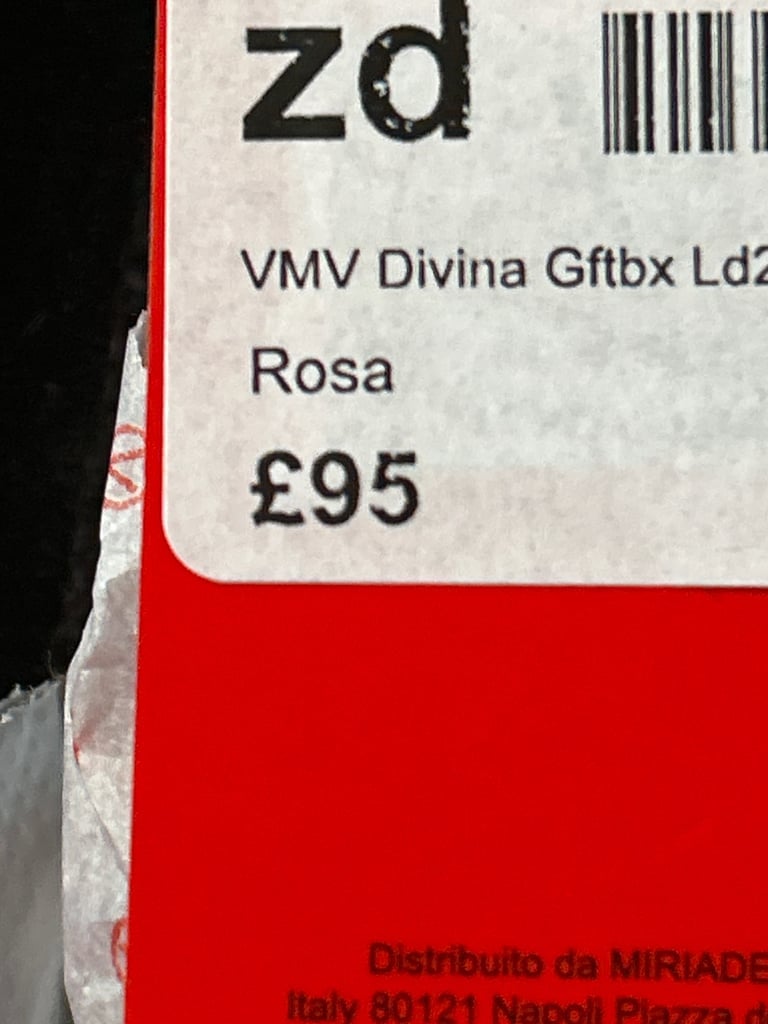 zd
VMV Divina Gftbx Ld2
Rosa
£95
Distribuito da MIRIADE
Italy 80121 Napoli Piazza d